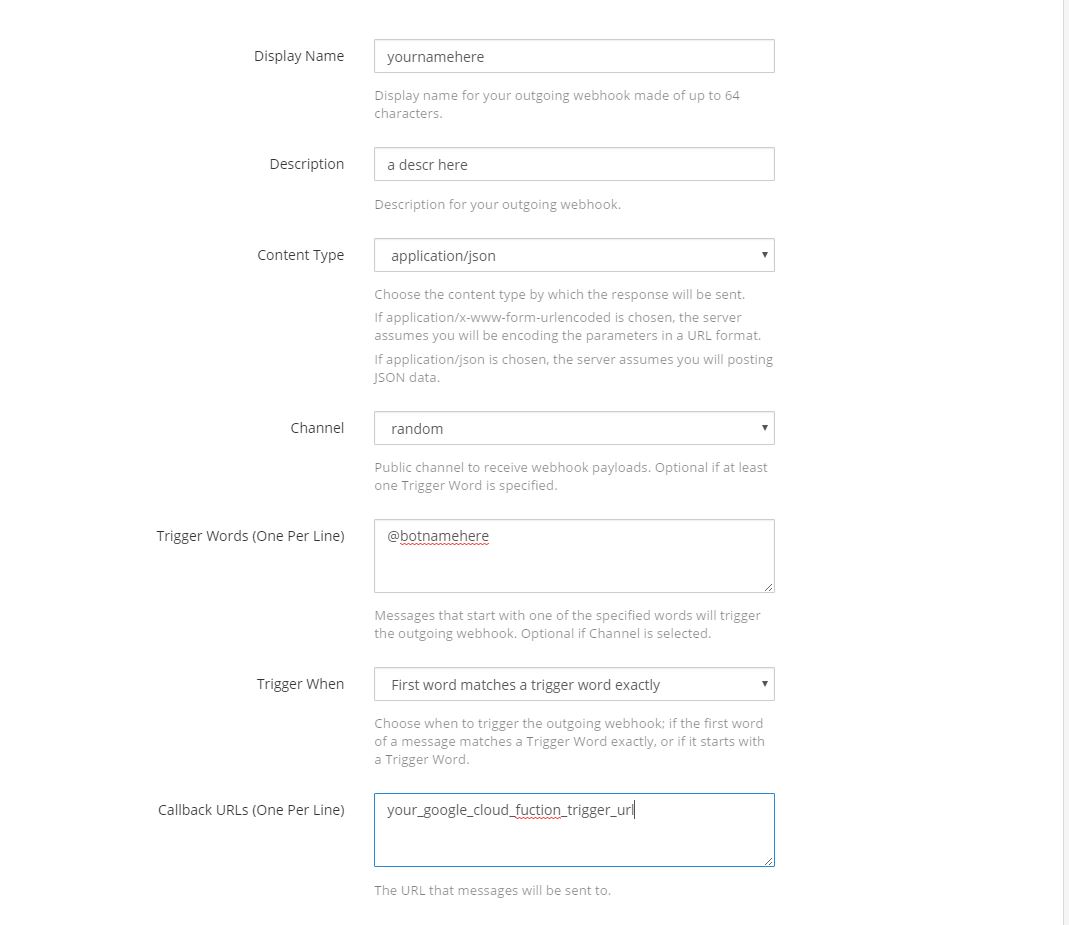 Display Name
yournamehere
Display name for your outgoing webhook made of up to 64
characters.
Description
a descr here
Description for your outgoing webhook.
Content Type
application/json
Choose the content type by which the response will be sent.
If application/x-www-form-urlencoded is chosen, the server
assumes you will be encoding the parameters in a URL format.
If application/json is chosen, the server assumes you will posting
JSON data.
Channel
random
Public channel to receive webhook payloads. Optional if at least
one Trigger Word is specified.
Trigger Words (One Per Line)
@botnamehere
Messages that start with one of the specified words will trigger
the outgoing webhook. Optional if Channel is selected.
Trigger When
First word matches a trigger word exactly
Choose when to trigger the outgoing webhook; if the first word
of a message matches a Trigger Word exactly, or if it starts with
a Trigger Word.
Callback URLs (One Per Line)
your_google_cloud_fuction_trigger_url
The URL that messages will be sent to.